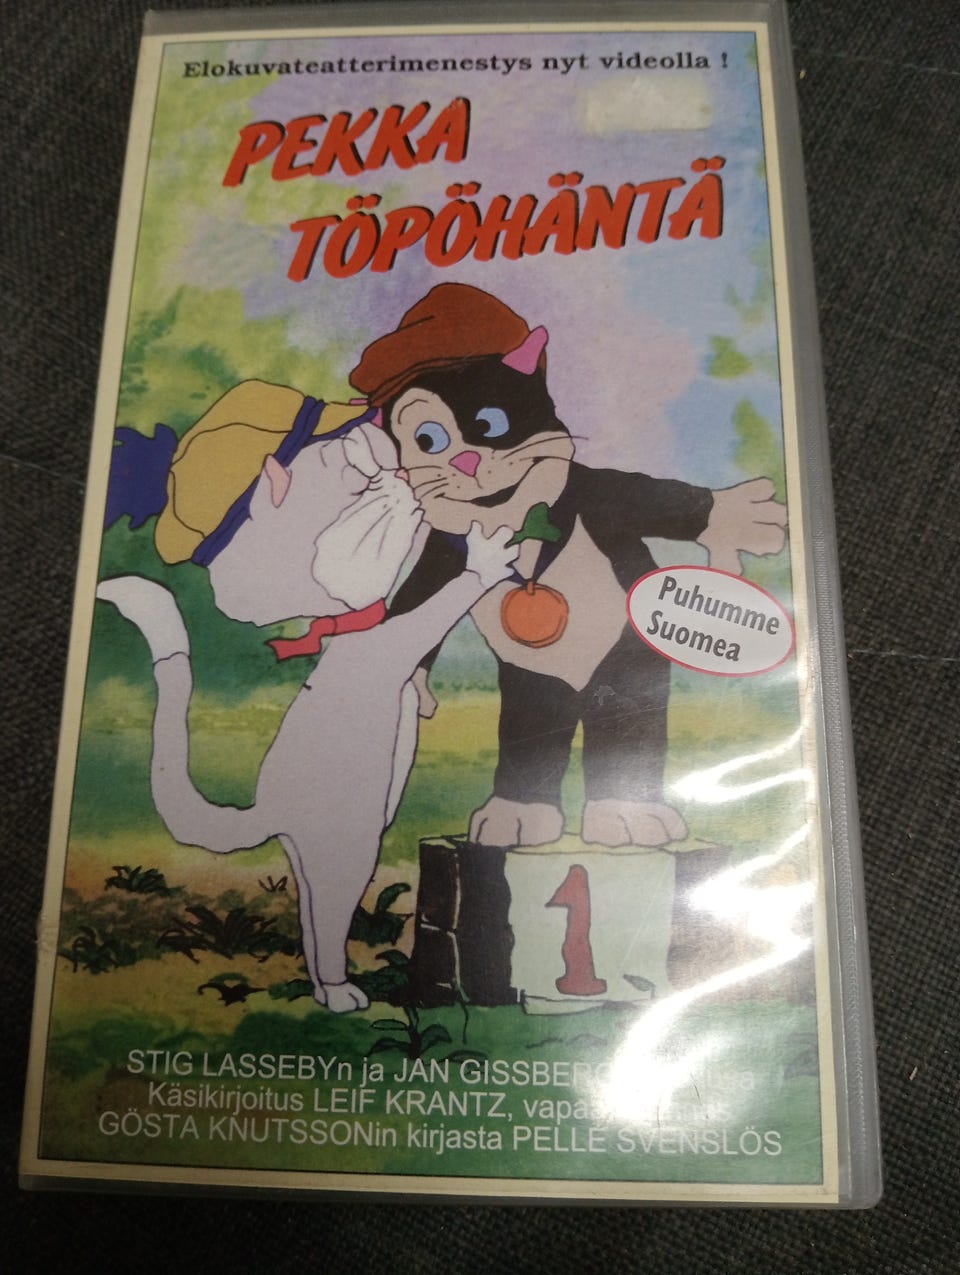 Elokuvateatterimenestys nyt videolla !
PEKKA
TÖPÖHÄNTÄ
Puhumme
Suomea
1
STIG LASSEBYn ja JAN GISSBERG
Käsikirjoitus LEIF KRANTZ,
GÖSTA KNUTSSONin kirjasta PELLE SVENSLÖS